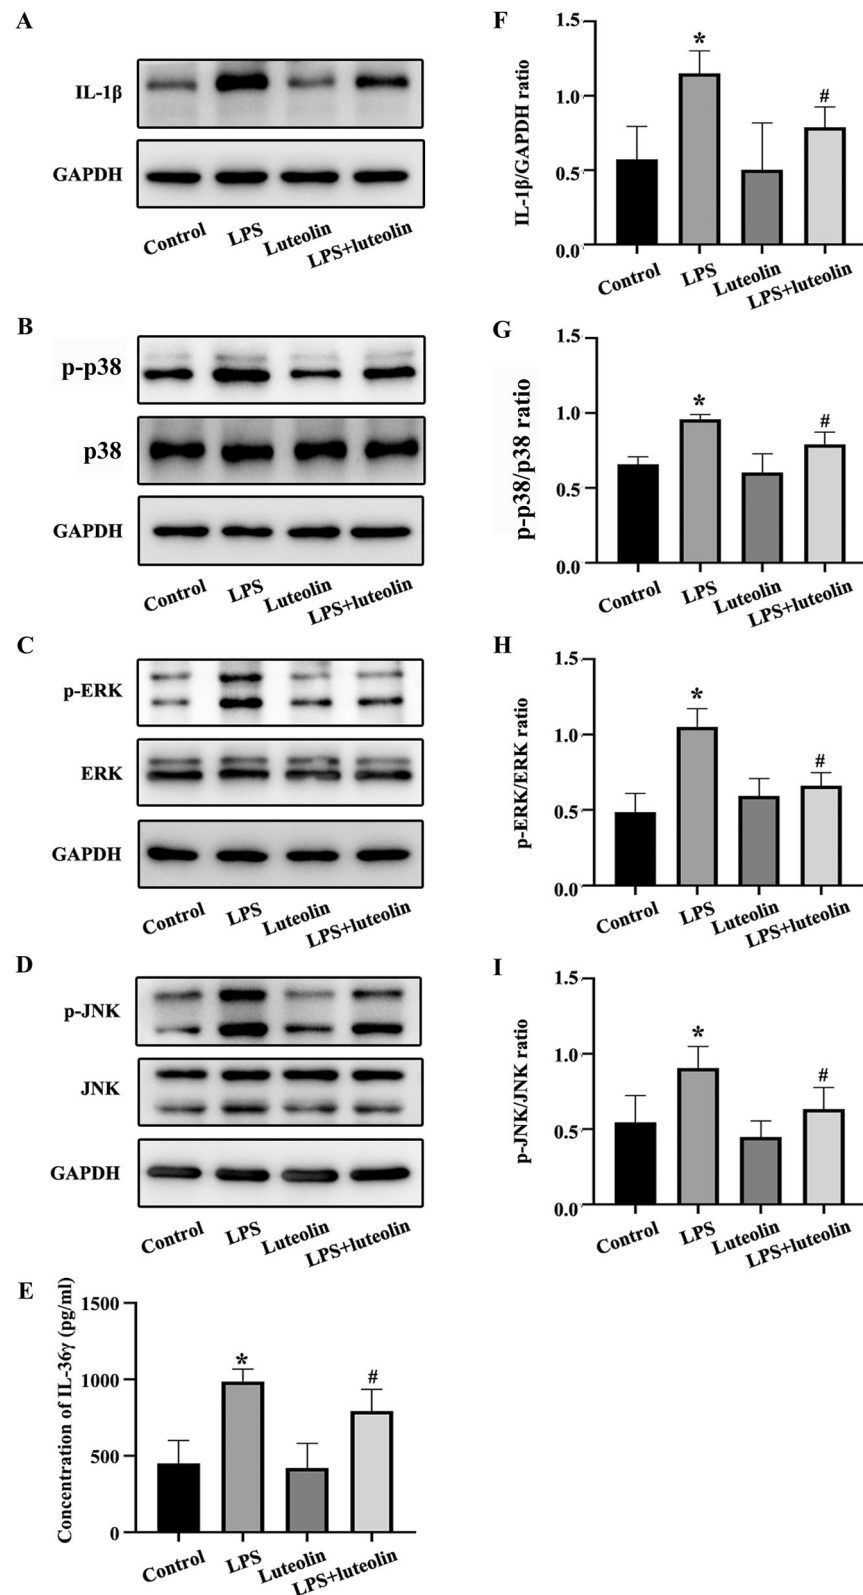 A
IL-1β
GAPDH
Control
LPS
Luteolin
LPS+luteolin
B
p-p38
p38
GAPDH
Control
LPS
Luteolin
LPS+luteolin
C
p-ERK
ERK
GAPDH
Control
LPS
Luteolin
LPS+luteolin
D
p-JNK
JNK
GAPDH
Control
LPS
Luteolin
LPS+luteolin
E
Concentration of IL-36γ (pg/ml)
1500
1000
500
0
*
#
Control
LPS
Luteolin
LPS+luteolin
F
IL-1β/GAPDH ratio
1.5
1.0
0.5
0.0
*
#
Control
LPS
Luteolin
LPS+luteolin
G
p-p38/p38 ratio
1.5
1.0
0.5
0.0
*
#
Control
LPS
Luteolin
LPS+luteolin
H
p-ERK/ERK ratio
1.5
1.0
0.5
0.0
*
#
Control
LPS
Luteolin
LPS+luteolin
I
p-JNK/JNK ratio
1.5
1.0
0.5
0.0
*
#
Control
LPS
Luteolin
LPS+luteolin